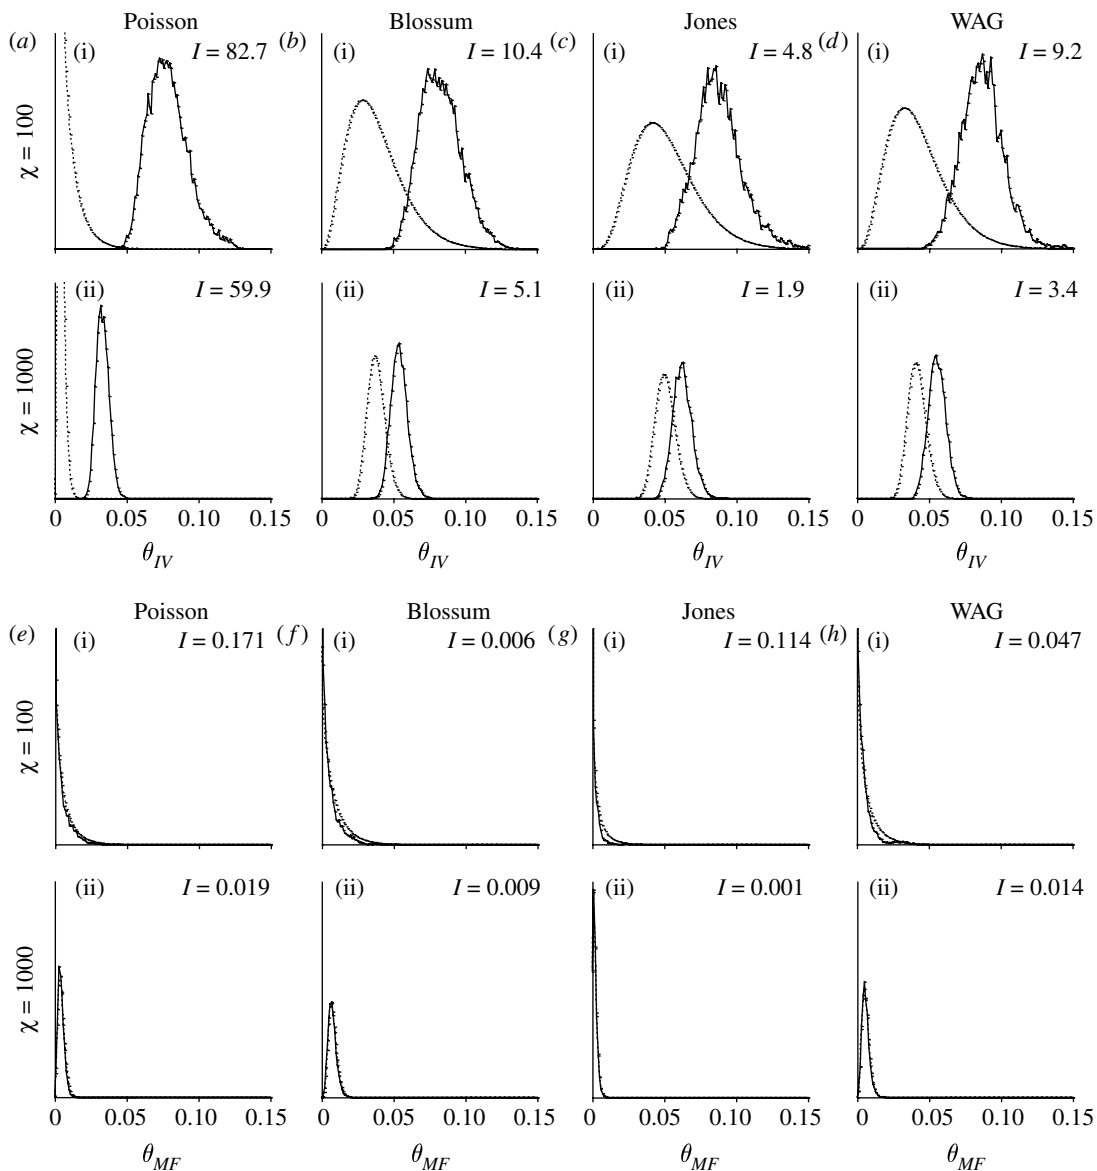 Poisson Blossum Jones WAG
(a) (i) I = 82.7 (b) (i) I = 10.4 (c) (i) I = 4.8 (d) (i) I = 9.2
χ = 100
(ii) I = 59.9 (ii) I = 5.1 (ii) I = 1.9 (ii) I = 3.4
χ = 1000
0 0.05 0.10 0.15 0 0.05 0.10 0.15 0 0.05 0.10 0.15 0 0.05 0.10 0.15
θIV θIV θIV θIV
Poisson Blossum Jones WAG
(e) (i) I = 0.171 (f) (i) I = 0.006 (g) (i) I = 0.114 (h) (i) I = 0.047
χ = 100
(ii) I = 0.019 (ii) I = 0.009 (ii) I = 0.001 (ii) I = 0.014
χ = 1000
0 0.05 0.10 0.15 0 0.05 0.10 0.15 0 0.05 0.10 0.15 0 0.05 0.10 0.15
θMF θMF θMF θMF